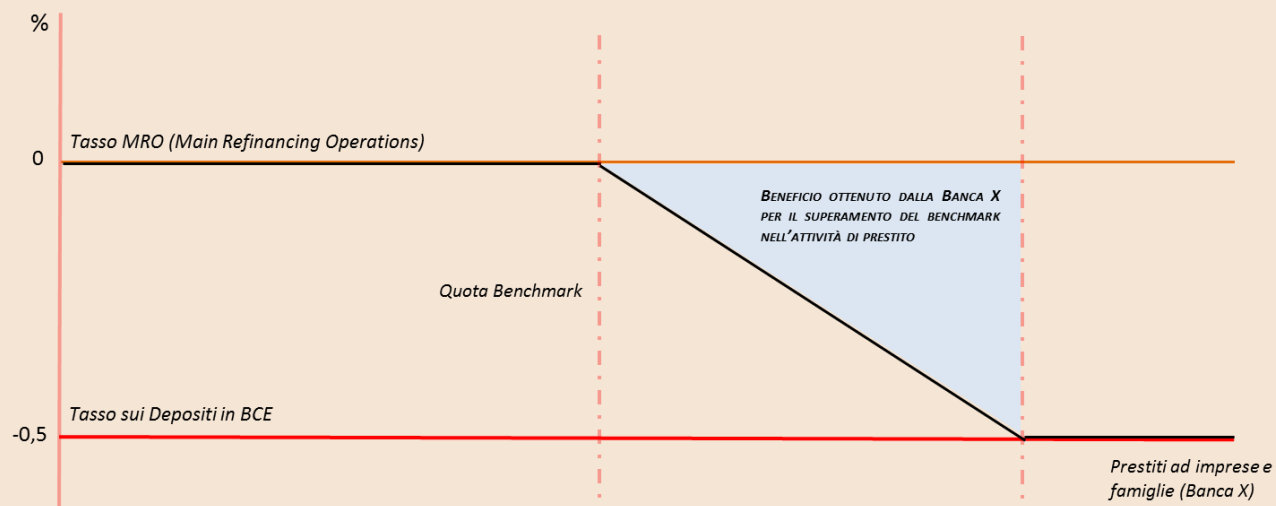 %
Tasso MRO (Main Refinancing Operations)
0
BENEFICIO OTTENUTO DALLA BANCA X
PER IL SUPERAMENTO DEL BENCHMARK
NELL'ATTIVITÀ DI PRESTITO
Quota Benchmark
Tasso sui Depositi in BCE
-0,5
Prestiti ad imprese e
famiglie (Banca X)